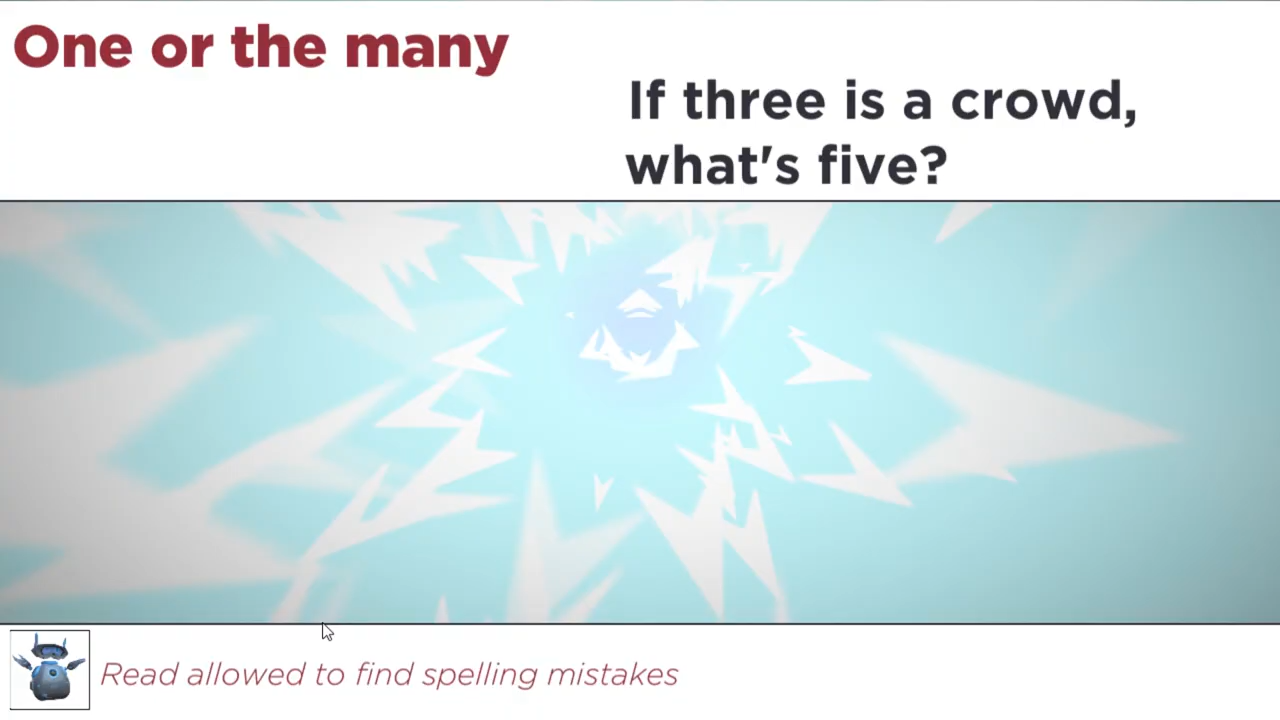 One or the many
If three is a crowd,
what's five?
Read allowed to find spelling mistakes